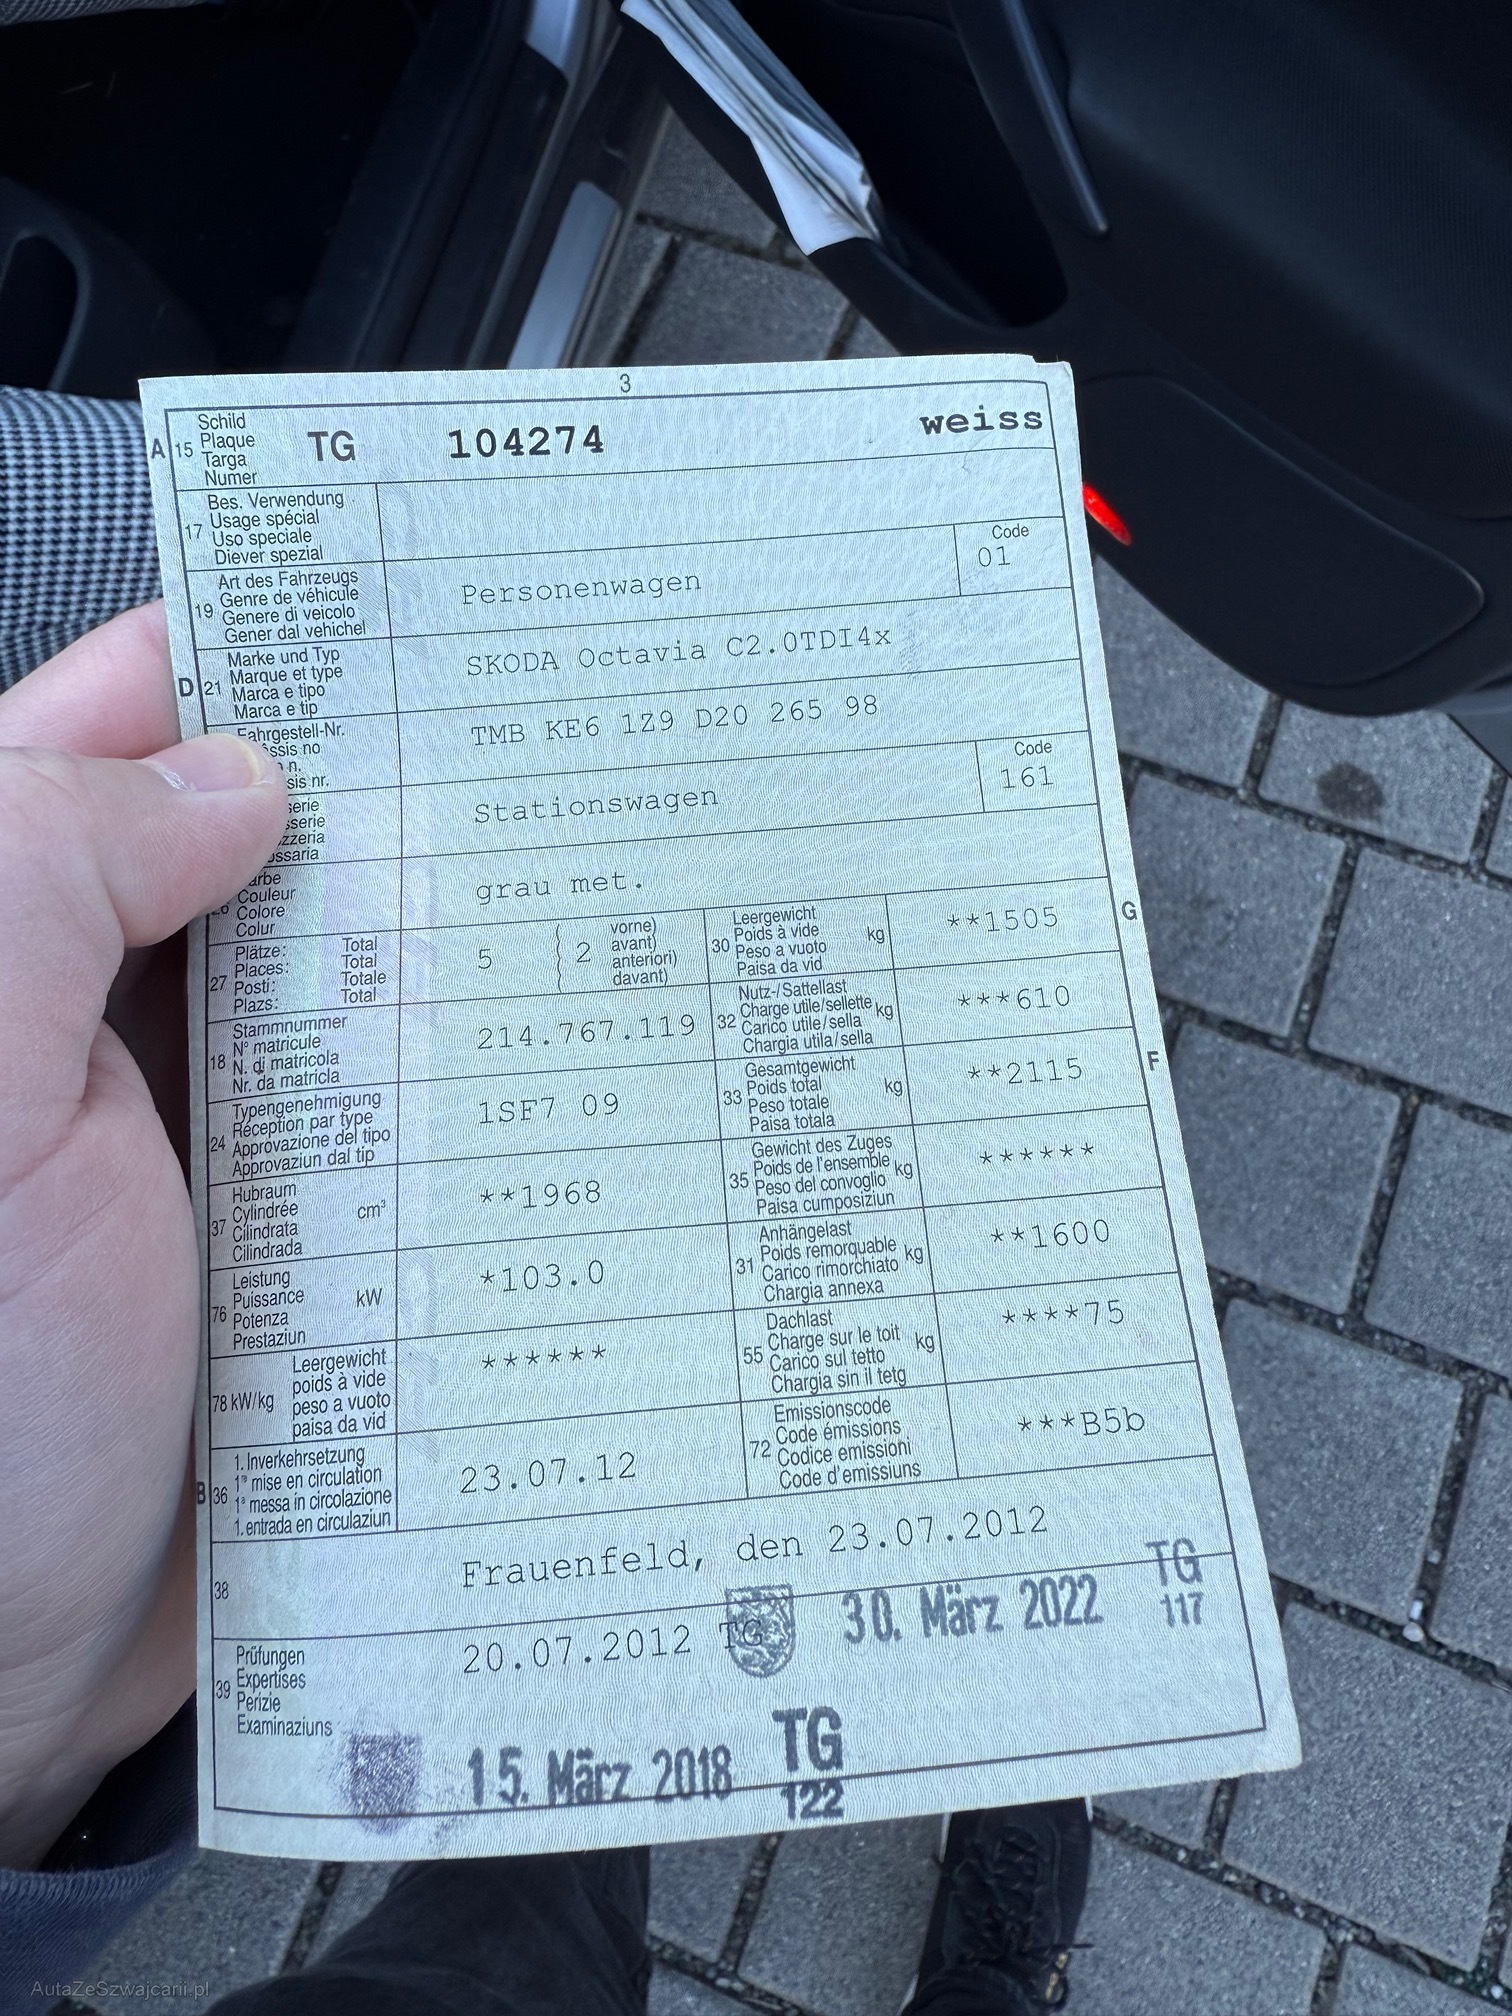 3
A 15 Schild
Plaque
Targa
Numer
TG 104274 weiss
17 Bes. Verwendung
Usage spécial
Uso speciale
Diever spezial
19 Art des Fahrzeugs
Genre de véhicule
Genere di veicolo
Gener dal vehichel
Personenwagen
Code
01
D 21 Marke und Typ
Marque et type
Marca e tipo
Marca e tip
SKODA Octavia C2.0TDI4x
Fahrgestell-Nr.
no
n.
nr.
TMB KE6 1Z9 D20 265 98
Stationswagen
Code
161
Couleur
Colore
Colur
grau met.
27 Plätze: Total
Places: Total
Posti: Totale
Plazs: Total
5 2
vorne)
avant)
anteriori)
davant)
30 Leergewicht
Poids à vide
Peso a vuoto
Paisa da vid
kg
**1505
G
18 Stammnummer
N° matricule
N. di matricola
Nr. da matricla
214.767.119
32 Nutz-/Sattellast
Charge utile/sellette
Carico utile/sella
Chargia utila/sella
kg
***610
24 Typengenehmigung
Réception par type
Approvazione del tipo
Approvaziun dal tip
1SF7 09
33 Gesamtgewicht
Poids total
Peso totale
Paisa totala
kg
**2115
F
37 Hubraum
Cylindrée
Cilindrata
Cilindrada
cm³
**1968
35 Gewicht des Zuges
Poids de l'ensemble
Peso del convoglio
Paisa cumposiziun
kg
******
76 Leistung
Puissance
Potenza
Prestaziun
kW
*103.0
31 Anhängelast
Poids remorquable
Carico rimorchiato
Chargia annexa
kg
**1600
78 kW/kg Leergewicht
poids à vide
peso a vuoto
paisa da vid
******
55 Dachlast
Charge sur le toit
Carico sul tetto
Chargia sin il tetg
kg
****75
B 36 1. Inverkehrsetzung
1re mise en circulation
1a messa in circolazione
1. entrada en circulaziun
23.07.12
72 Emissionscode
Code émissions
Codice emissioni
Code d'emissiuns
***B5b
38
Frauenfeld, den 23.07.2012
39 Prüfungen
Expertises
Perizie
Examinaziuns
20.07.2012 TG
30. März 2022
TG
117
15. März 2018
TG
122
AutaZeSzwajcarii.pl